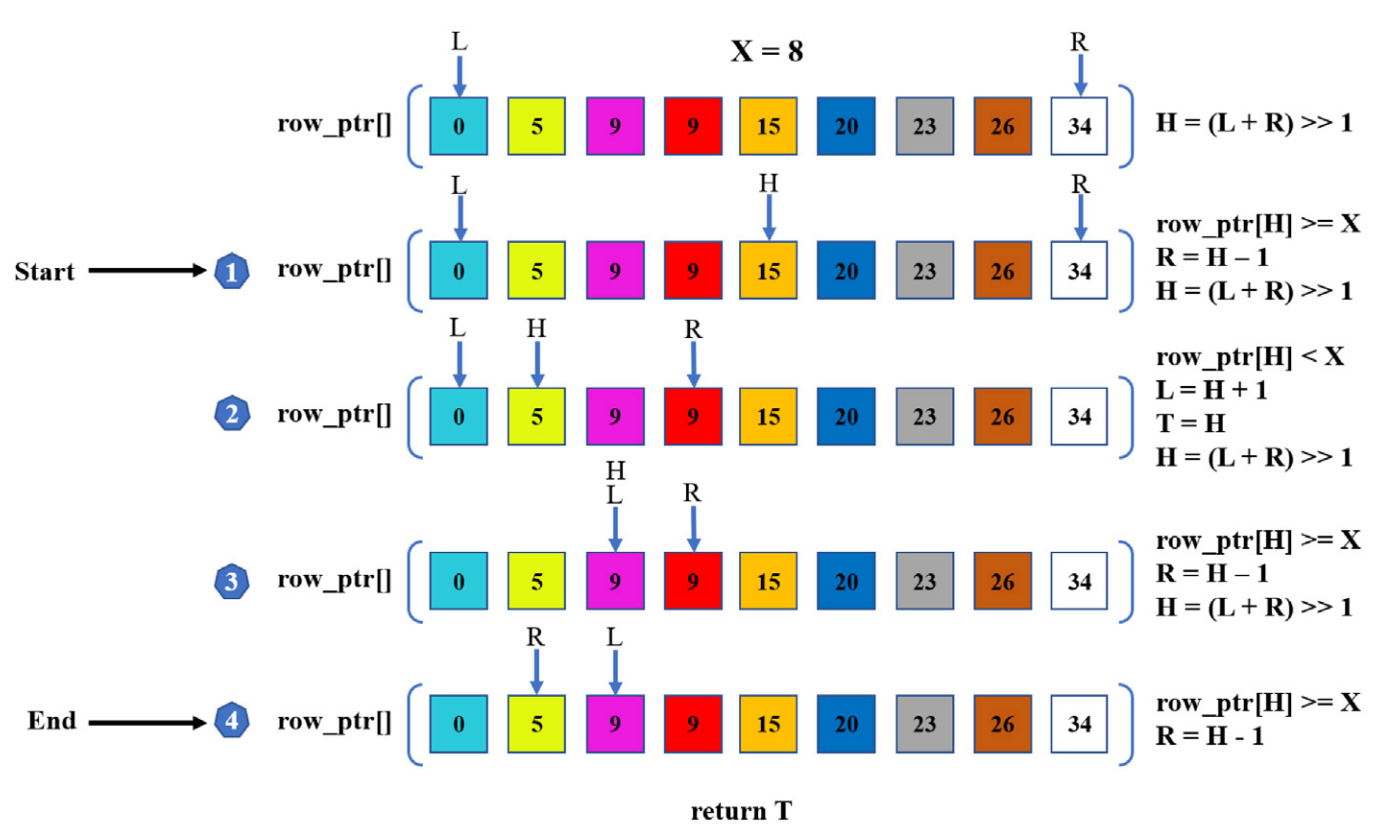 L X = 8 R
row_ptr[] 0 5 9 9 15 20 23 26 34 H = (L + R) >> 1
L H R
Start 1 row_ptr[] 0 5 9 9 15 20 23 26 34
row_ptr[H] >= X
R = H – 1
H = (L + R) >> 1
L H R
2 row_ptr[] 0 5 9 9 15 20 23 26 34
row_ptr[H] < X
L = H + 1
T = H
H = (L + R) >> 1
H
L R
3 row_ptr[] 0 5 9 9 15 20 23 26 34
row_ptr[H] >= X
R = H – 1
H = (L + R) >> 1
R L
End 4 row_ptr[] 0 5 9 9 15 20 23 26 34
row_ptr[H] >= X
R = H - 1
return T